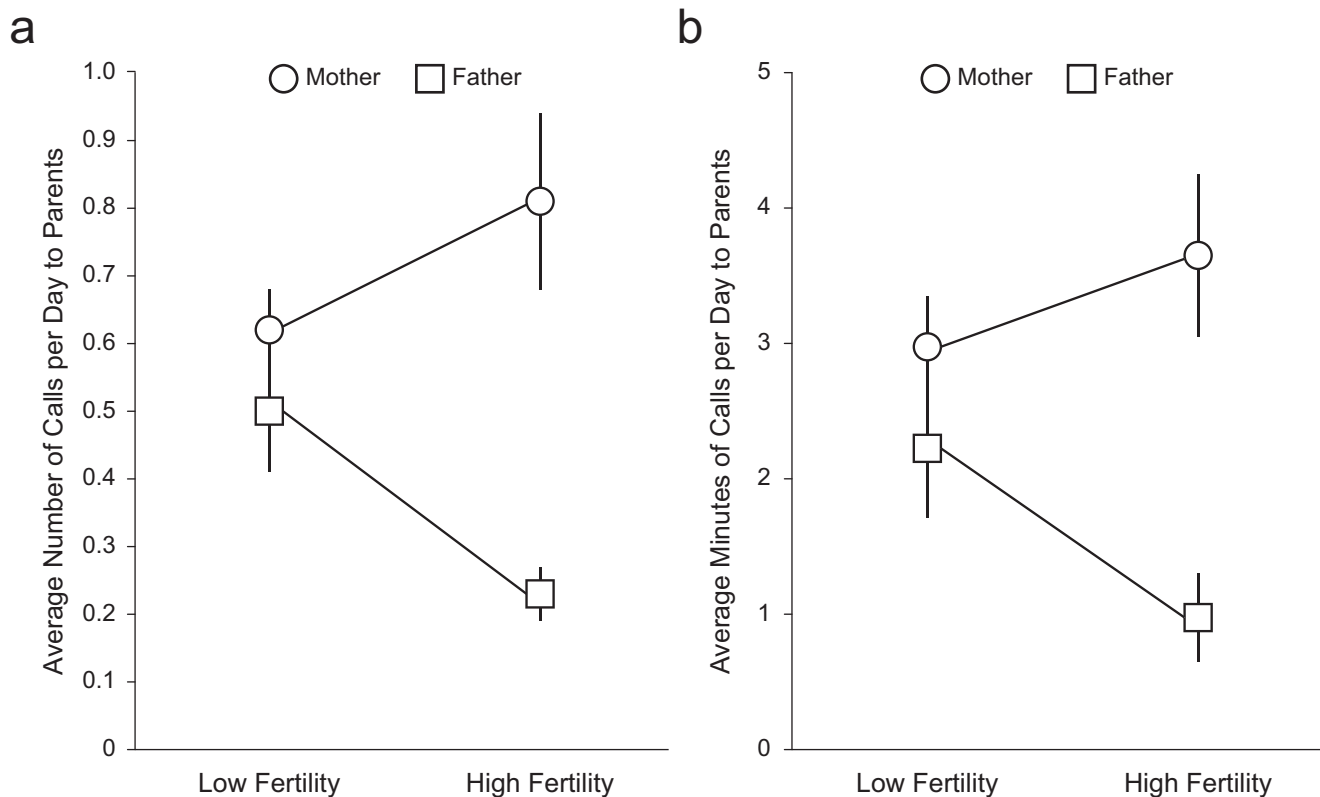 a
Average Number of Calls per Day to Parents
Mother Father
1.0
0.9
0.8
0.7
0.6
0.5
0.4
0.3
0.2
0.1
0
Low Fertility High Fertility
b
Average Minutes of Calls per Day to Parents
Mother Father
5
4
3
2
1
0
Low Fertility High Fertility